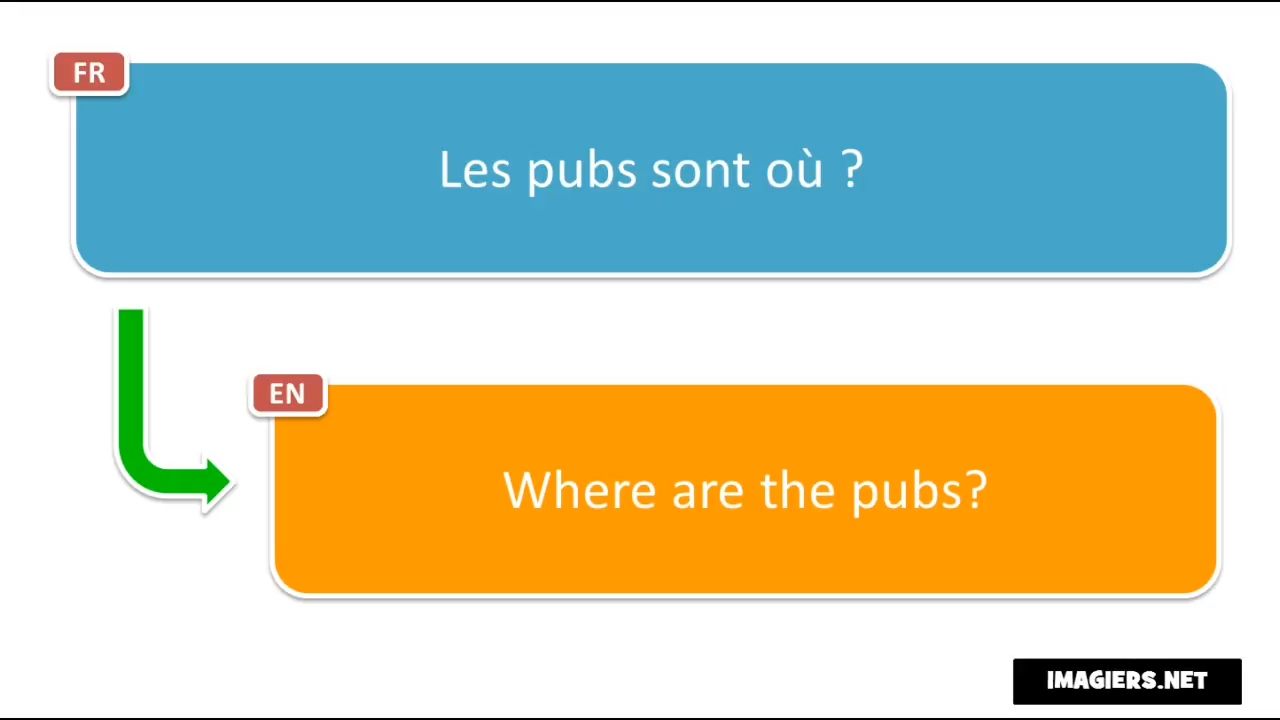 FR
Les pubs sont où ?
EN
Where are the pubs?
IMAGIERS.NET